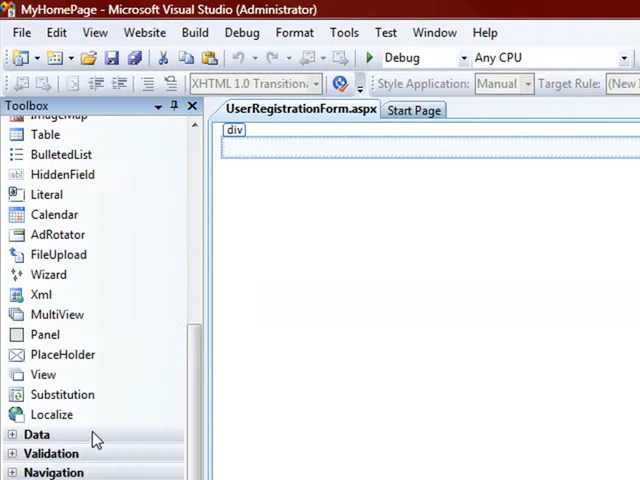 MyHomePage - Microsoft Visual Studio (Administrator)
File Edit View Website Build Debug Format Tools Test Window Help
Debug Any CPU
XHTML 1.0 Transition Style Application: Manual Target Rule: (New I
Toolbox
UserRegistrationForm.aspx Start Page
div
ImageMap
Table
BulletedList
HiddenField
Literal
Calendar
AdRotator
FileUpload
Wizard
Xml
MultiView
Panel
PlaceHolder
View
Substitution
Localize
Data
Validation
Navigation